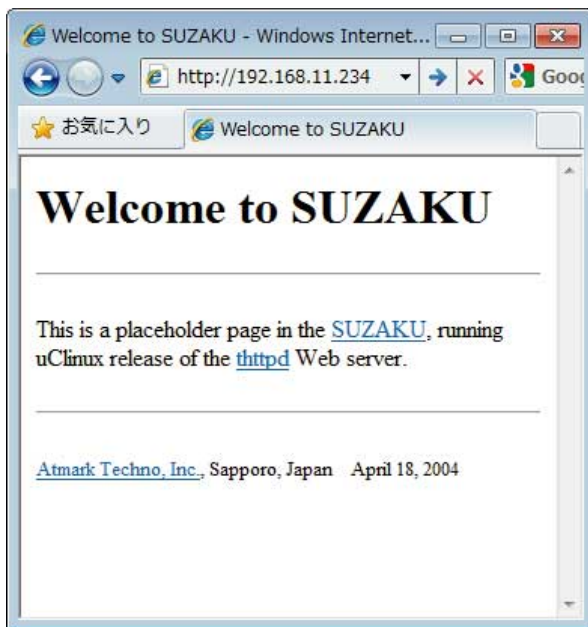 Welcome to SUZAKU - Windows Internet...
http://192.168.11.234
Goog
お気に入り
Welcome to SUZAKU
Welcome to SUZAKU
This is a placeholder page in the SUZAKU, running
uClinux release of the thttpd Web server.
Atmark Techno, Inc., Sapporo, Japan April 18, 2004